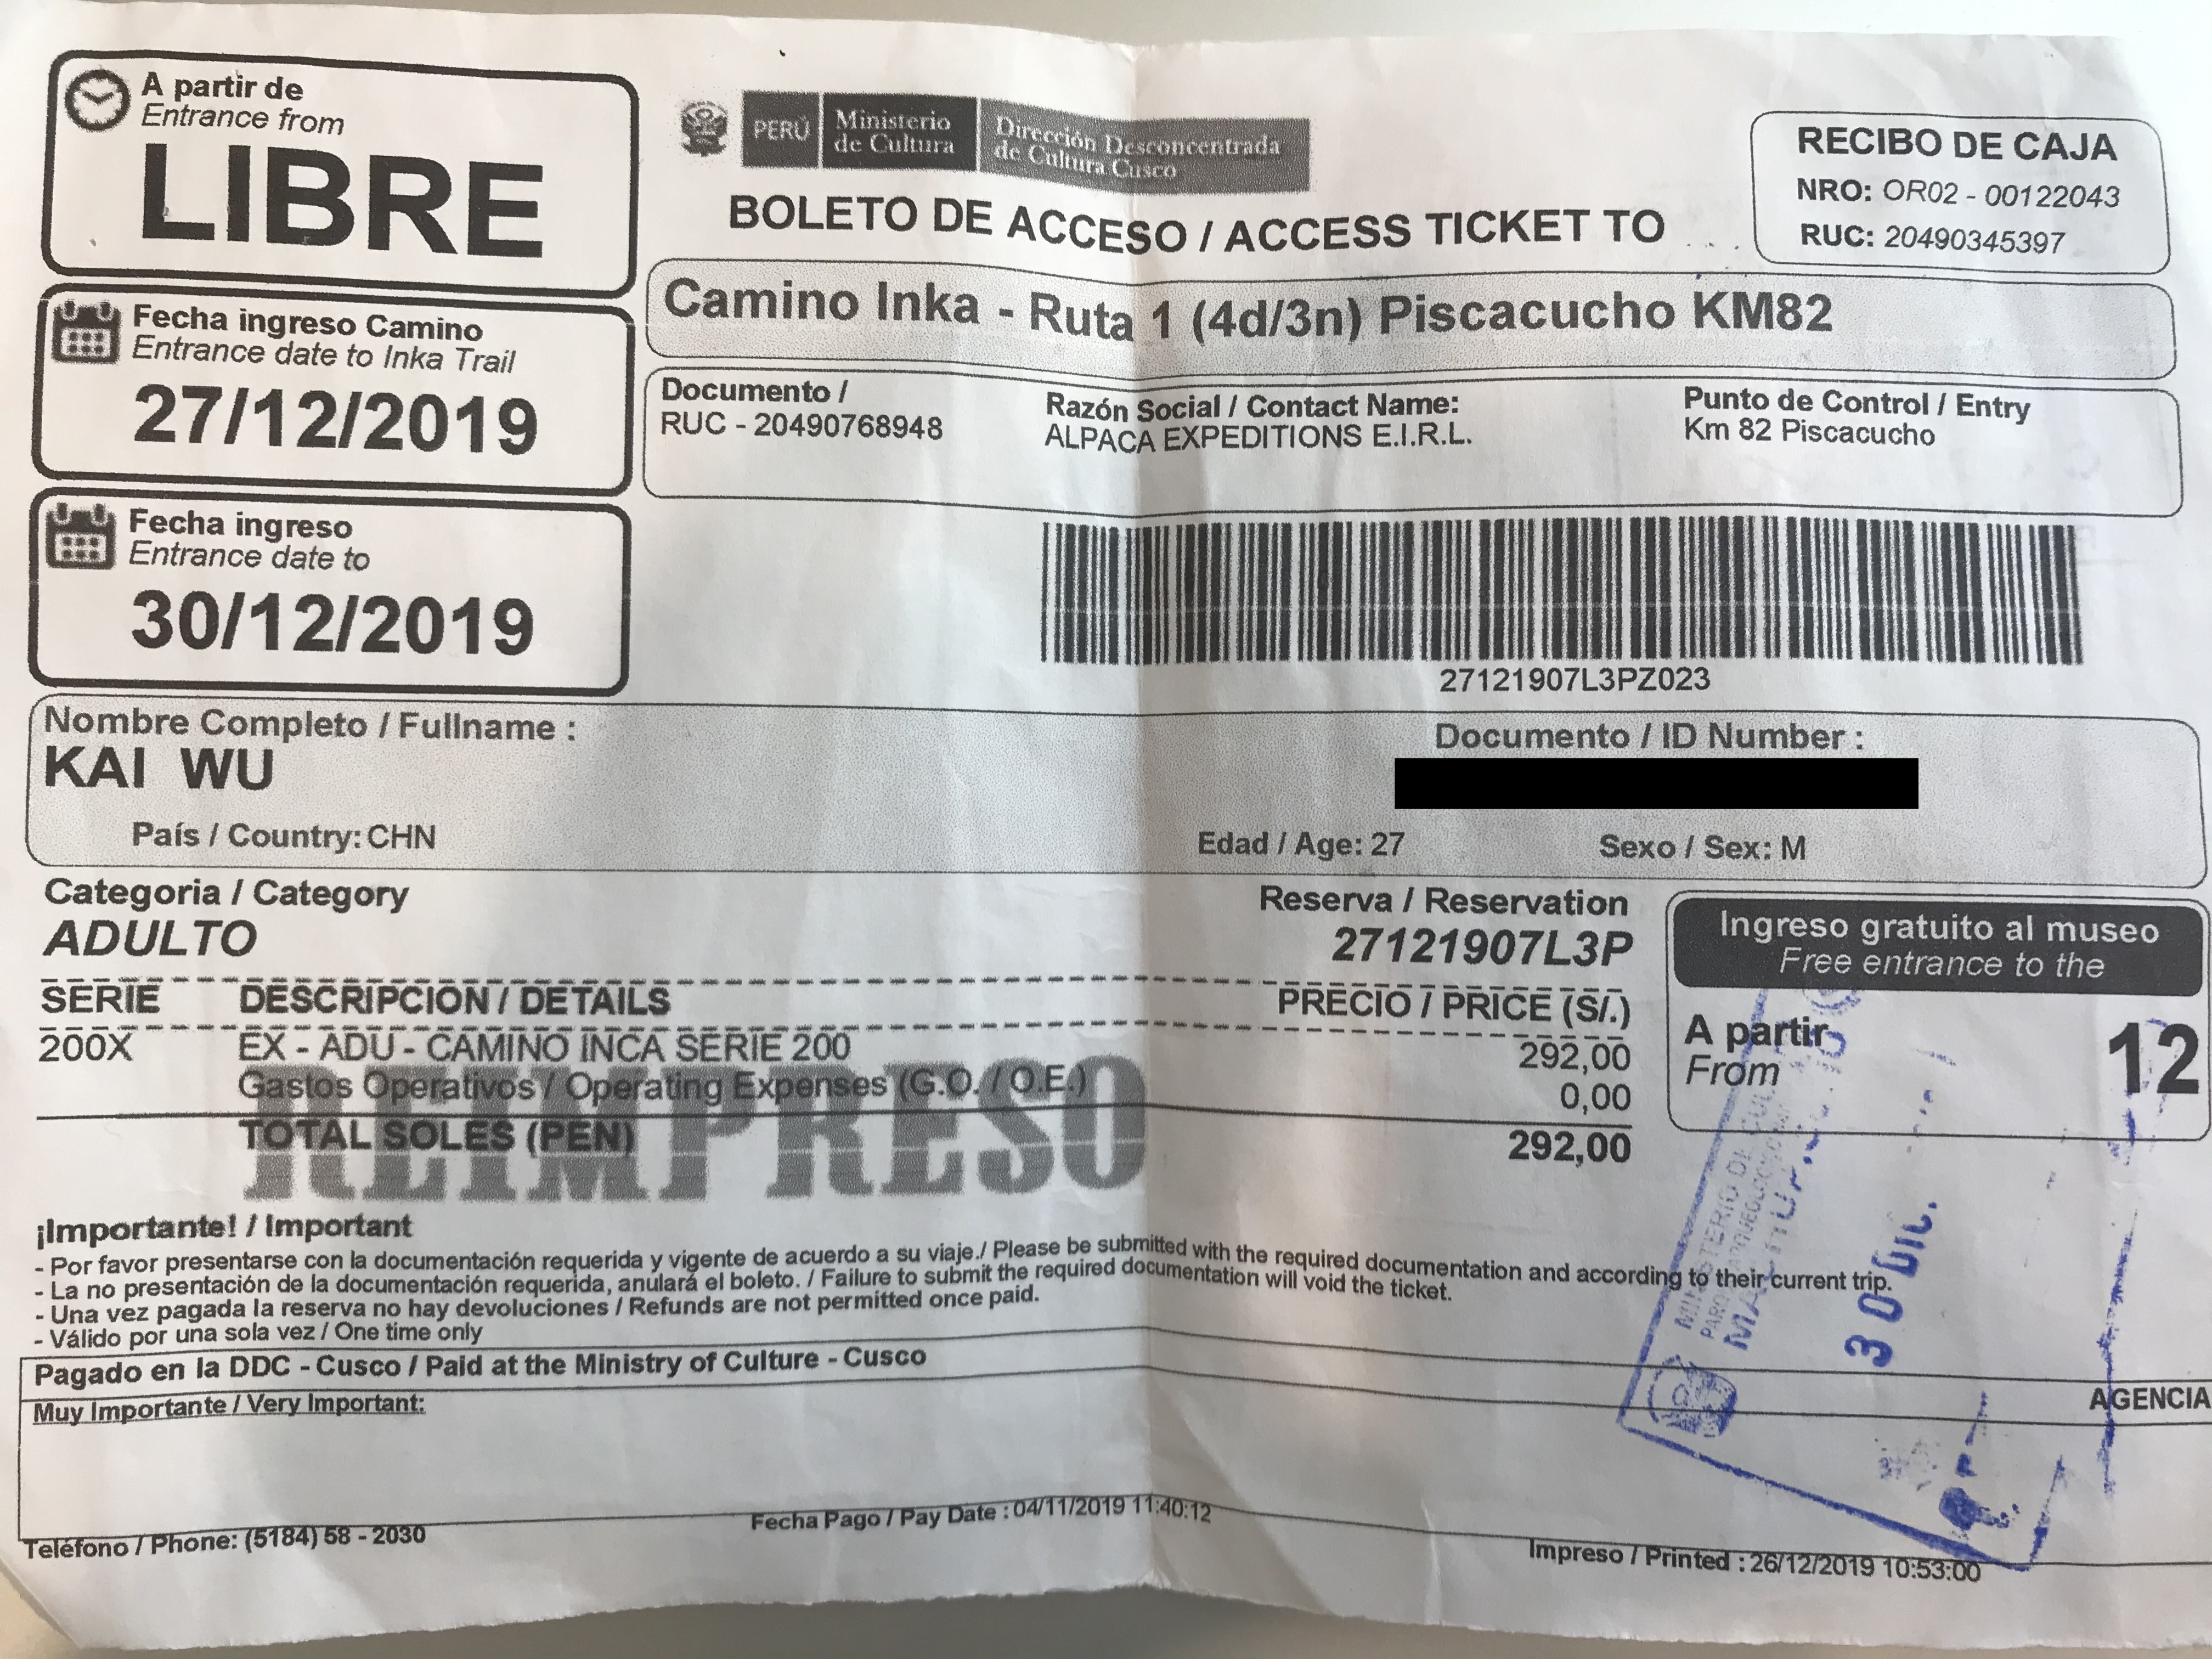 A partir de
Entrance from
LIBRE
PERÚ
Ministerio
de Cultura
Dirección Desconcentrada
de Cultura Cusco
BOLETO DE ACCESO / ACCESS TICKET TO
RECIBO DE CAJA
NRO: OR02 - 00122043
RUC: 20490345397
Fecha ingreso Camino
Entrance date to Inka Trail
27/12/2019
Camino Inka - Ruta 1 (4d/3n) Piscacucho KM82
Documento /
RUC - 20490768948
Razón Social / Contact Name:
ALPACA EXPEDITIONS E.I.R.L.
Punto de Control / Entry
Km 82 Piscacucho
Fecha ingreso
Entrance date to
30/12/2019
27121907L3PZ023
Nombre Completo / Fullname :
KAI WU
Documento / ID Number :
País / Country: CHN
Edad / Age: 27
Sexo / Sex: M
Categoria / Category
ADULTO
Reserva / Reservation
27121907L3P
Ingreso gratuito al museo
Free entrance to the
A partir
From
12
SERIE DESCRIPCION / DETAILS PRECIO / PRICE (S/.)
200X EX - ADU - CAMINO INCA SERIE 200 292,00
Gastos Operativos / Operating Expenses (G.O. / O.E.) 0,00
TOTAL SOLES (PEN) 292,00
REIMPRESO
¡Importante! / Important
- Por favor presentarse con la documentación requerida y vigente de acuerdo a su viaje./ Please be submitted with the required documentation and according to their current trip.
- La no presentación de la documentación requerida, anulará el boleto. / Failure to submit the required documentation will void the ticket.
- Una vez pagada la reserva no hay devoluciones / Refunds are not permitted once paid.
- Válido por una sola vez / One time only
MINISTERIO DE
30 DIC.
Pagado en la DDC - Cusco / Paid at the Ministry of Culture - Cusco
AGENCIA
Muy Importante / Very Important:
Teléfono / Phone: (5184) 58 - 2030
Fecha Pago / Pay Date : 04/11/2019 11:40:12
Impreso / Printed : 26/12/2019 10:53:00